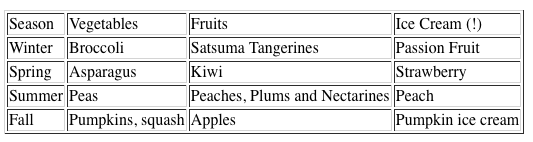 Season Vegetables Fruits Ice Cream (!)
Winter Broccoli Satsuma Tangerines Passion Fruit
Spring Asparagus Kiwi Strawberry
Summer Peas Peaches, Plums and Nectarines Peach
Fall Pumpkins, squash Apples Pumpkin ice cream